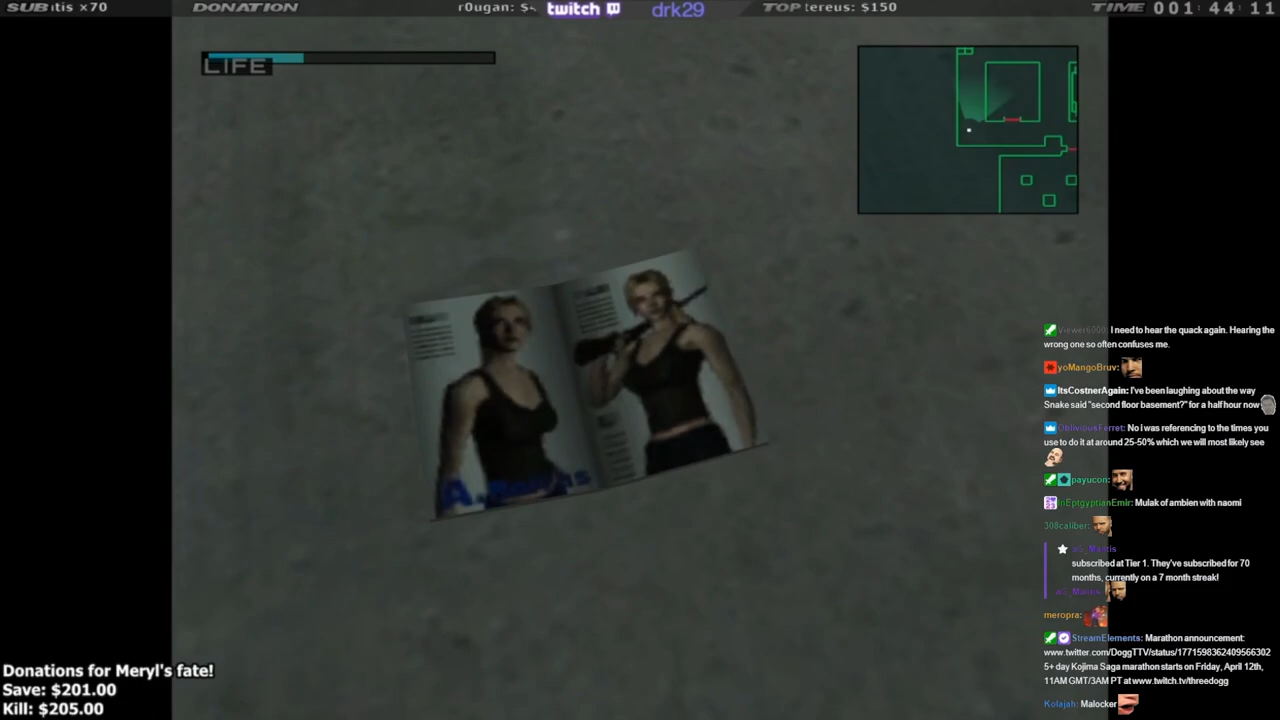 SUB itis ×70
DONATION
r0ugan: $
twitch
drk29
TOP tereus: $150
TIME 001:44:11
LIFE
Viewer6000: I need to hear the quack again. Hearing the
wrong one so often confuses me.
yoMangoBruv:
ItsCostnerAgain: I've been laughing about the way
Snake said "second floor basement?" for a half hour now
ObliviousFerret: No i was referencing to the times you
use to do it at around 25-50% which we will most likely see
payucon:
InEptgyptianEmir: Mulak of ambien with naomi
308caliber:
subscribed at Tier 1. They've subscribed for 70
months, currently on a 7 month streak!
meropra:
StreamElements: Marathon announcement:
www.twitter.com/DoggTTV/status/1771598362409566302
5+ day Kojima Saga marathon starts on Friday, April 12th,
11AM GMT/3AM PT at www.twitch.tv/threedogg
Kolajah: Malocker
Donations for Meryl's fate!
Save: $201.00
Kill: $205.00